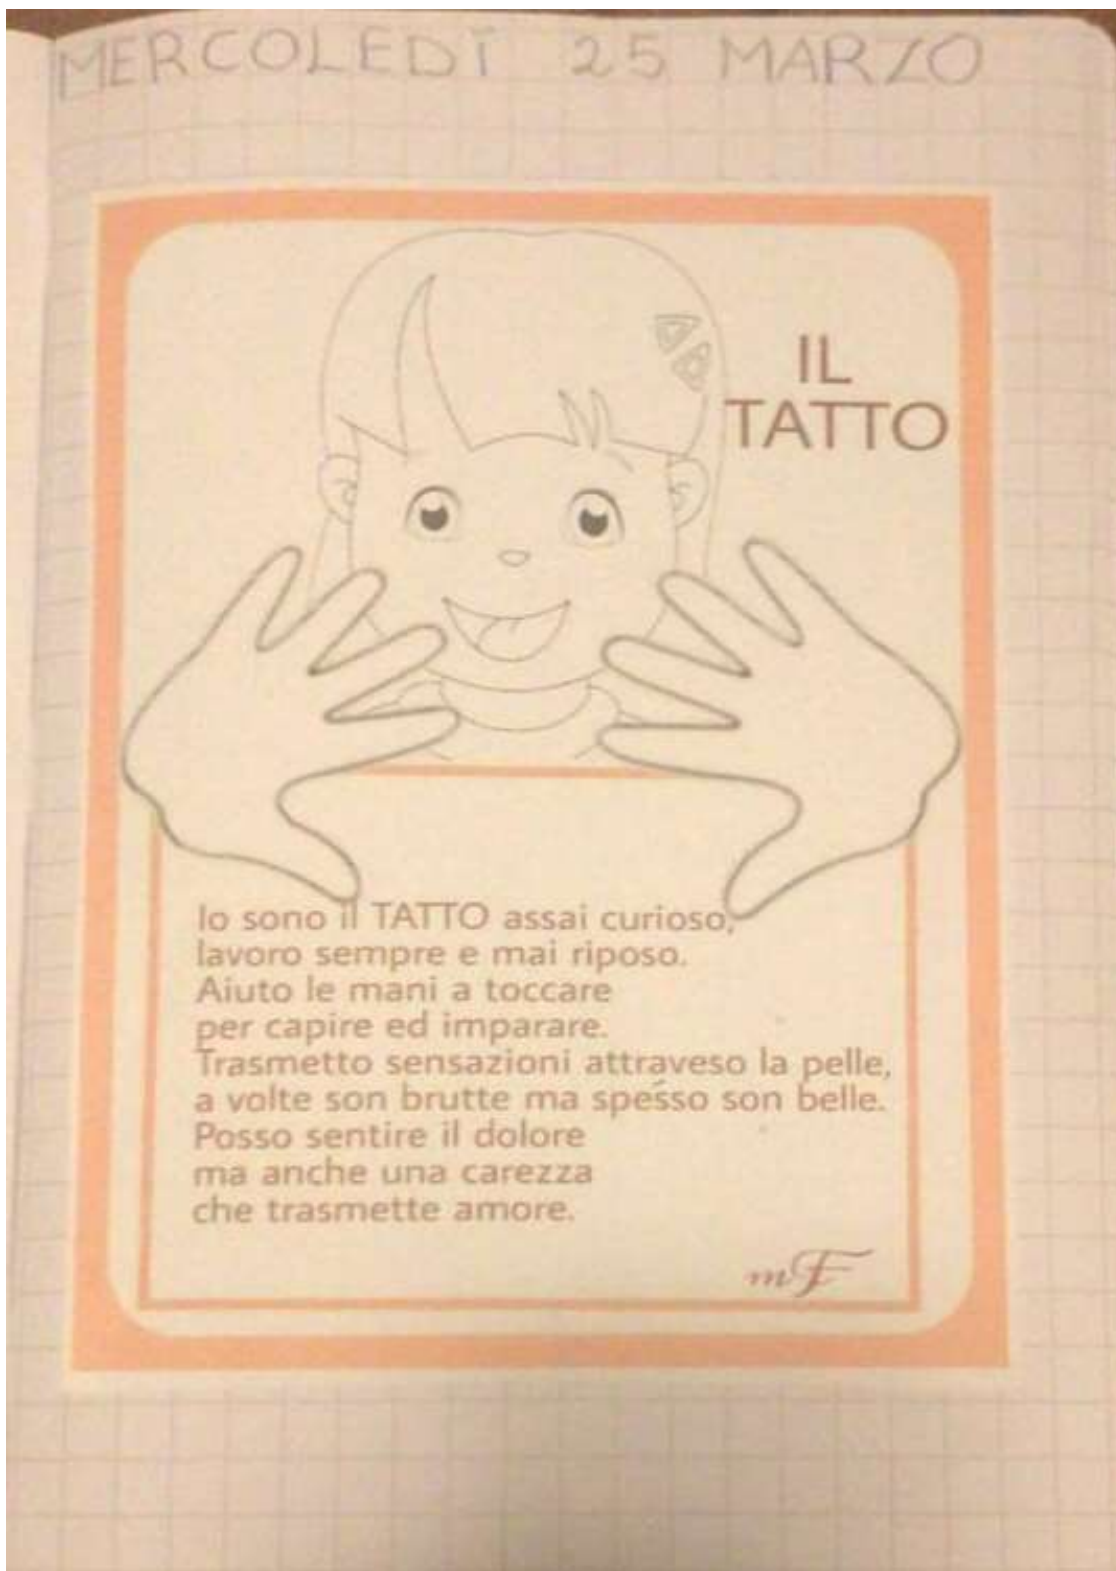 MERCOLEDÌ 25 MARZO
IL
TATTO
Io sono il TATTO assai curioso,
lavoro sempre e mai riposo.
Aiuto le mani a toccare
per capire ed imparare.
Trasmetto sensazioni attraveso la pelle,
a volte son brutte ma spesso son belle.
Posso sentire il dolore
ma anche una carezza
che trasmette amore.
mF